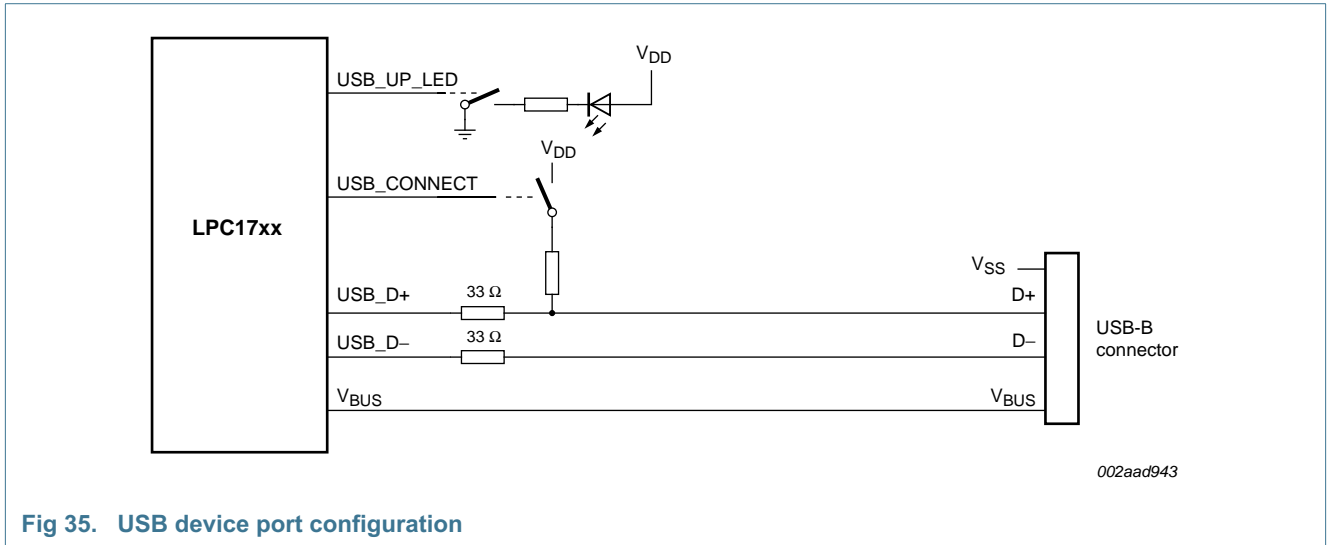 V_DD
USB_UP_LED
V_DD
USB_CONNECT
LPC17xx
V_SS
USB_D+
33 Ω
D+
USB_D−
33 Ω
D−
USB-B
connector
V_BUS
V_BUS
002aad943
Fig 35. USB device port configuration